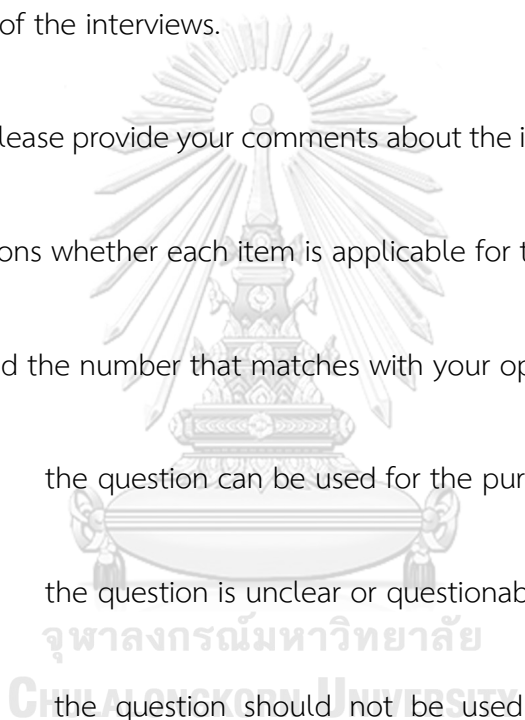 of the interviews.
lease provide your comments about the i
ons whether each item is applicable for t
d the number that matches with your op
the question can be used for the pur
the question is unclear or questionab
จุฬาลงกรณ์มหาวิทยาลัย
CHULALONGKORN UNIVERSITY
the question should not be used